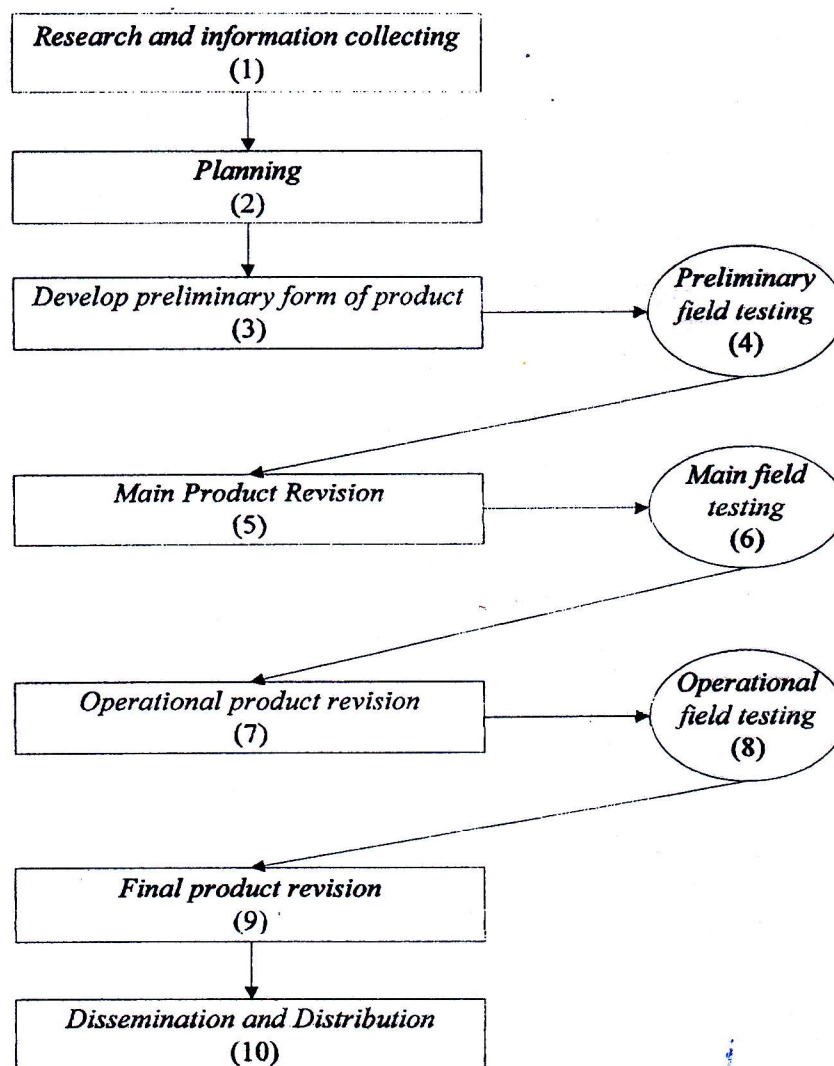 Research and information collecting
(1)
Planning
(2)
Develop preliminary form of product
(3)
Preliminary
field testing
(4)
Main Product Revision
(5)
Main field
testing
(6)
Operational product revision
(7)
Operational
field testing
(8)
Final product revision
(9)
Dissemination and Distribution
(10)